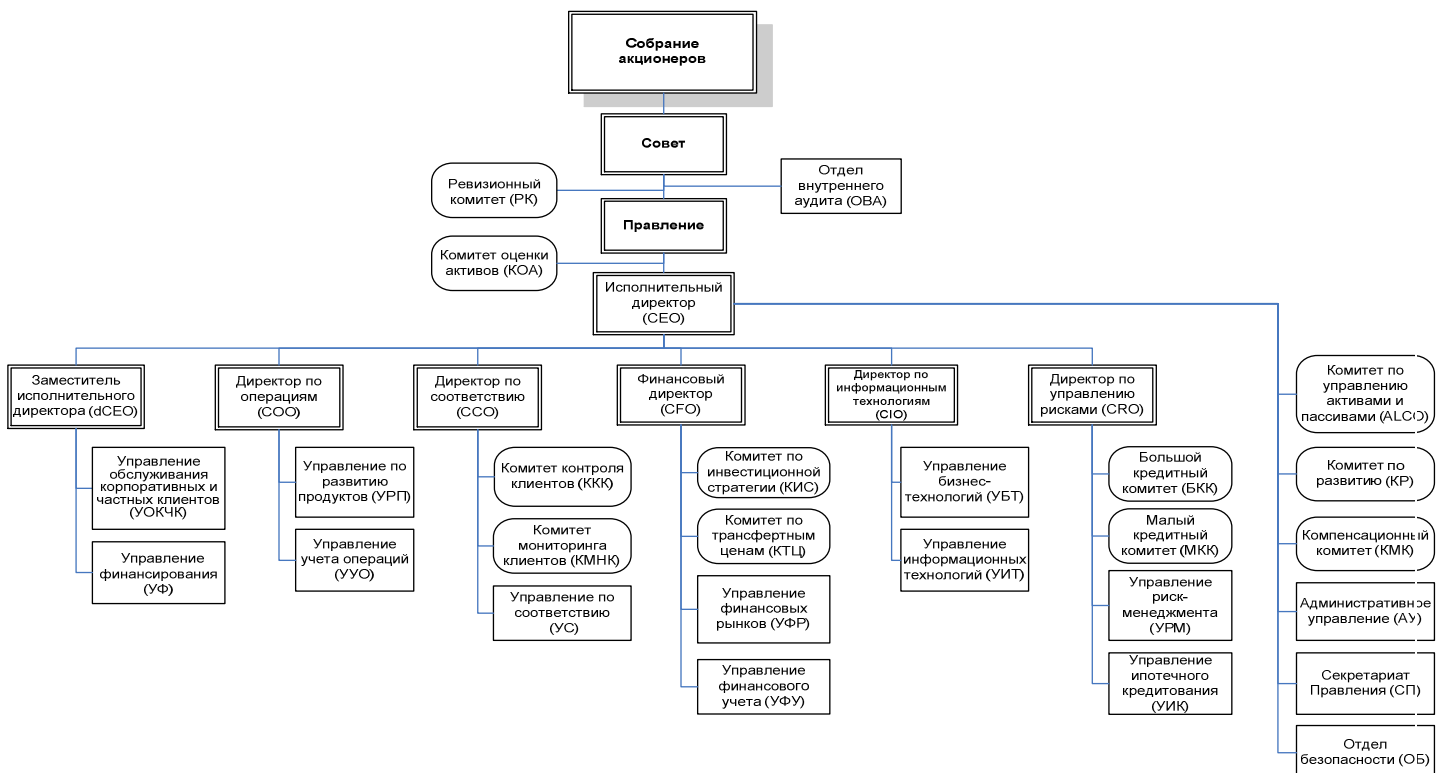 Собрание
акционеров
Совет
Ревизионный
комитет (РК)
Отдел
внутреннего
аудита (ОВА)
Правление
Комитет оценки
активов (КОА)
Исполнительный
директор
(CEO)
Заместитель
исполнительного
директора (dCEO)
Управление
обслуживания
корпоративных и
частных клиентов
(УОКЧК)
Управление
финансирования
(УФ)
Директор по
операциям
(COO)
Управление по
развитию
продуктов (УРП)
Управление
учета операций
(УУО)
Директор по
соответствию
(CCO)
Комитет контроля
клиентов (ККК)
Комитет
мониторинга
клиентов (КМНК)
Управление по
соответствию
(УС)
Финансовый
директор
(CFO)
Комитет по
инвестиционной
стратегии (КИС)
Комитет по
трансфертным
ценам (КТЦ)
Управление
финансовых
рынков (УФР)
Управление
финансового
учета (УФУ)
Директор по
информационным
технологиям
(CIO)
Управление
бизнес-
технологий (УБТ)
Управление
информационных
технологий (УИТ)
Директор по
управлению
рисками (CRO)
Большой
кредитный
комитет (БКК)
Малый
кредитный
комитет (МКК)
Управление
риск-
менеджмента
(УРМ)
Управление
ипотечного
кредитования
(УИК)
Комитет по
управлению
активами и
пассивами (ALCO)
Комитет по
развитию (КР)
Компенсационный
комитет (КМК)
Административное
управление (АУ)
Секретариат
Правления (СП)
Отдел
безопасности (ОБ)